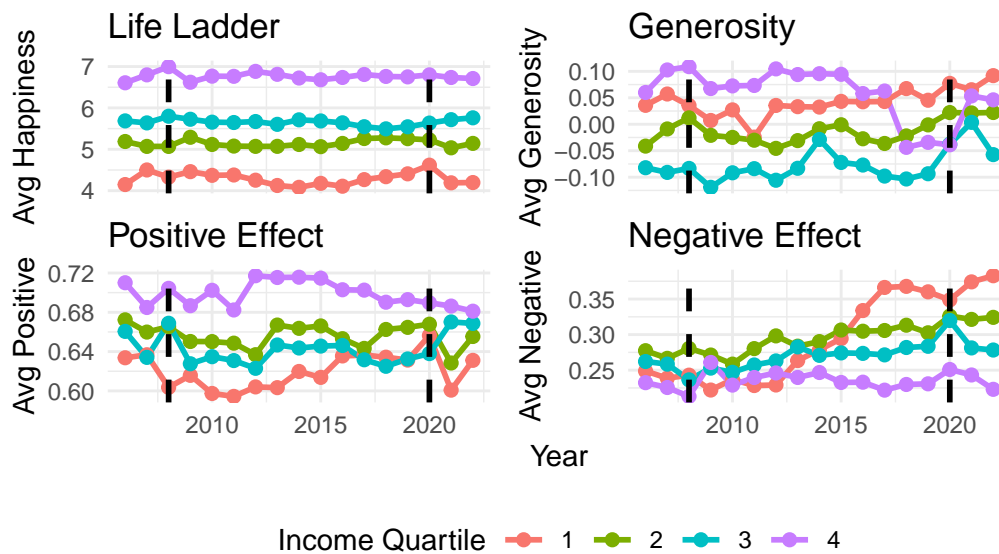 Life Ladder
Generosity
Avg Happiness
7
6
5
4
Avg Generosity
0.10
0.05
0.00
−0.05
−0.10
Positive Effect
Negative Effect
Avg Positive
0.72
0.68
0.64
0.60
Avg Negative
0.35
0.30
0.25
2010 2015 2020
2010 2015 2020
Year
Income Quartile 1 2 3 4